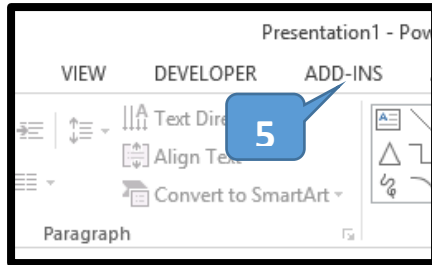 Presentation1 - Pow
VIEW DEVELOPER ADD-INS
Text Dire
5
Align Text
Convert to SmartArt
Paragraph